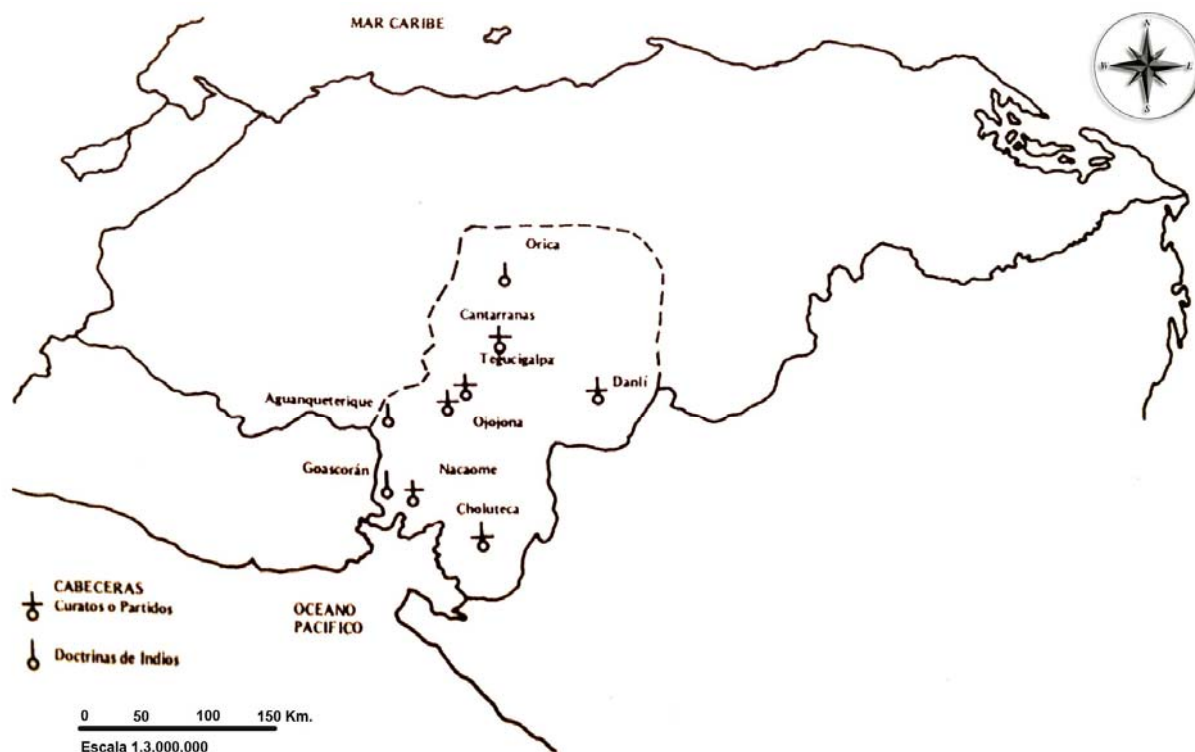 MAR CARIBE
N
W E
S
Orica
Cantarranas
Tegucigalpa
Danlí
Aguanqueterique
Ojojona
Goascorán
Nacaome
Choluteca
CABECERAS
Curatos o Partidos
OCEANO
PACIFICO
Doctrinas de Indios
0 50 100 150 Km.
Escala 1.3.000.000